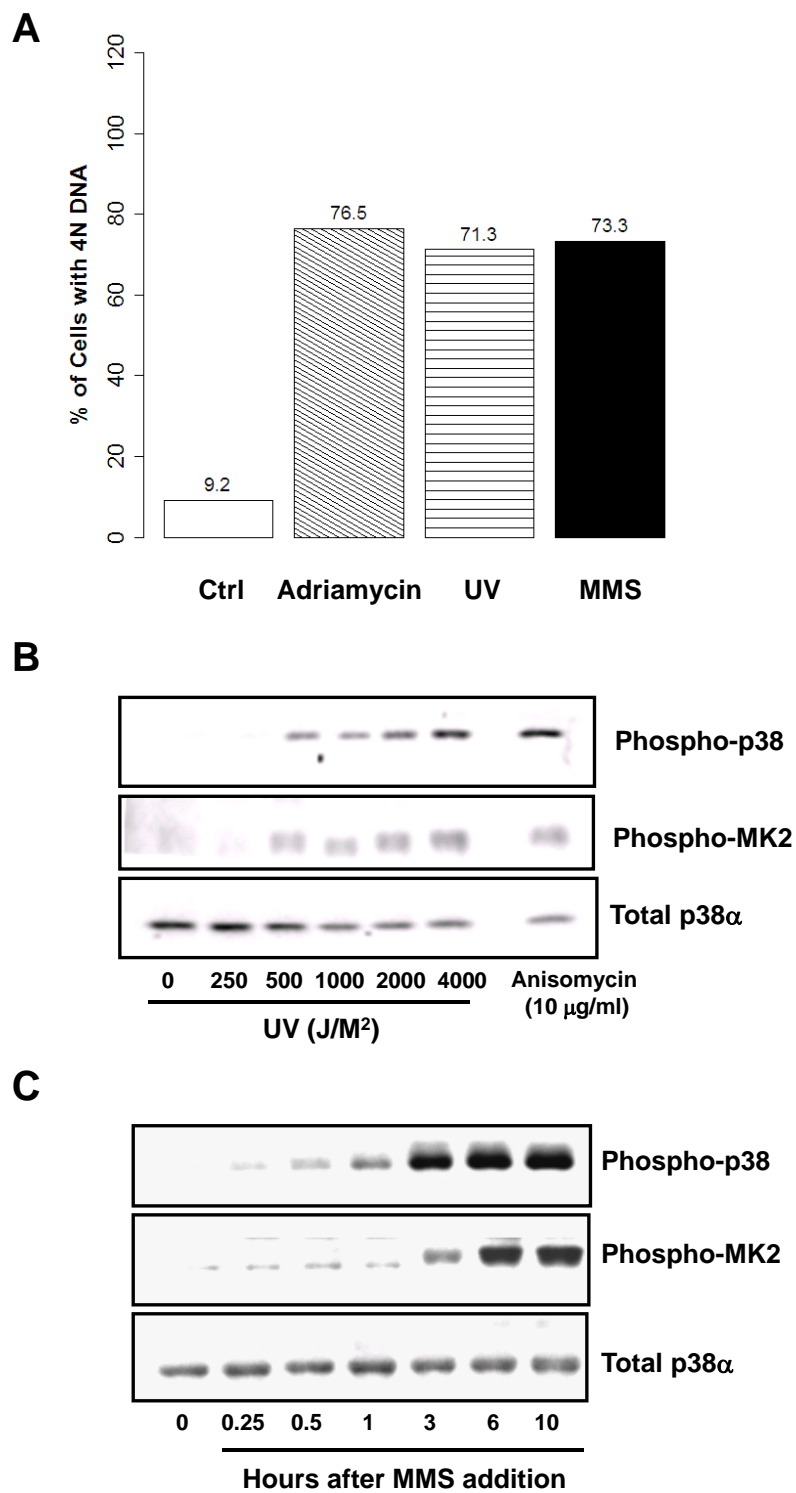 A
% of Cells with 4N DNA
120
100
80
60
40
20
0
9.2
76.5
71.3
73.3
Ctrl Adriamycin UV MMS
B
Phospho-p38
Phospho-MK2
Total p38α
0 250 500 1000 2000 4000 Anisomycin
(10 µg/ml)
UV (J/M²)
C
Phospho-p38
Phospho-MK2
Total p38α
0 0.25 0.5 1 3 6 10
Hours after MMS addition